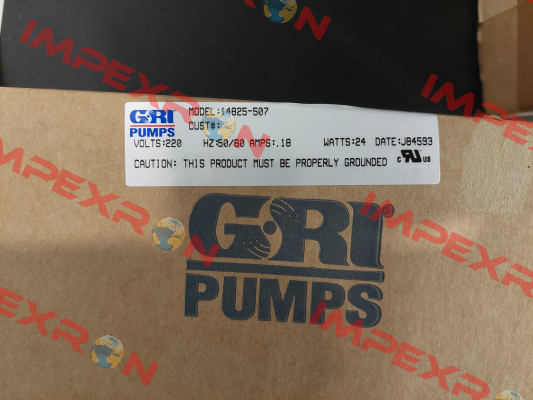 GRI
PUMPS
MODEL:14825-507
CUST#:
VOLTS:220 HZ:50/60 AMPS:.18 WATTS:24 DATE:J84593
CAUTION: THIS PRODUCT MUST BE PROPERLY GROUNDED
C US
GRI®
PUMPS
IMPEXRON
IMPEXRON
IMPEXRON
IMPEXRON
IMPEXRON